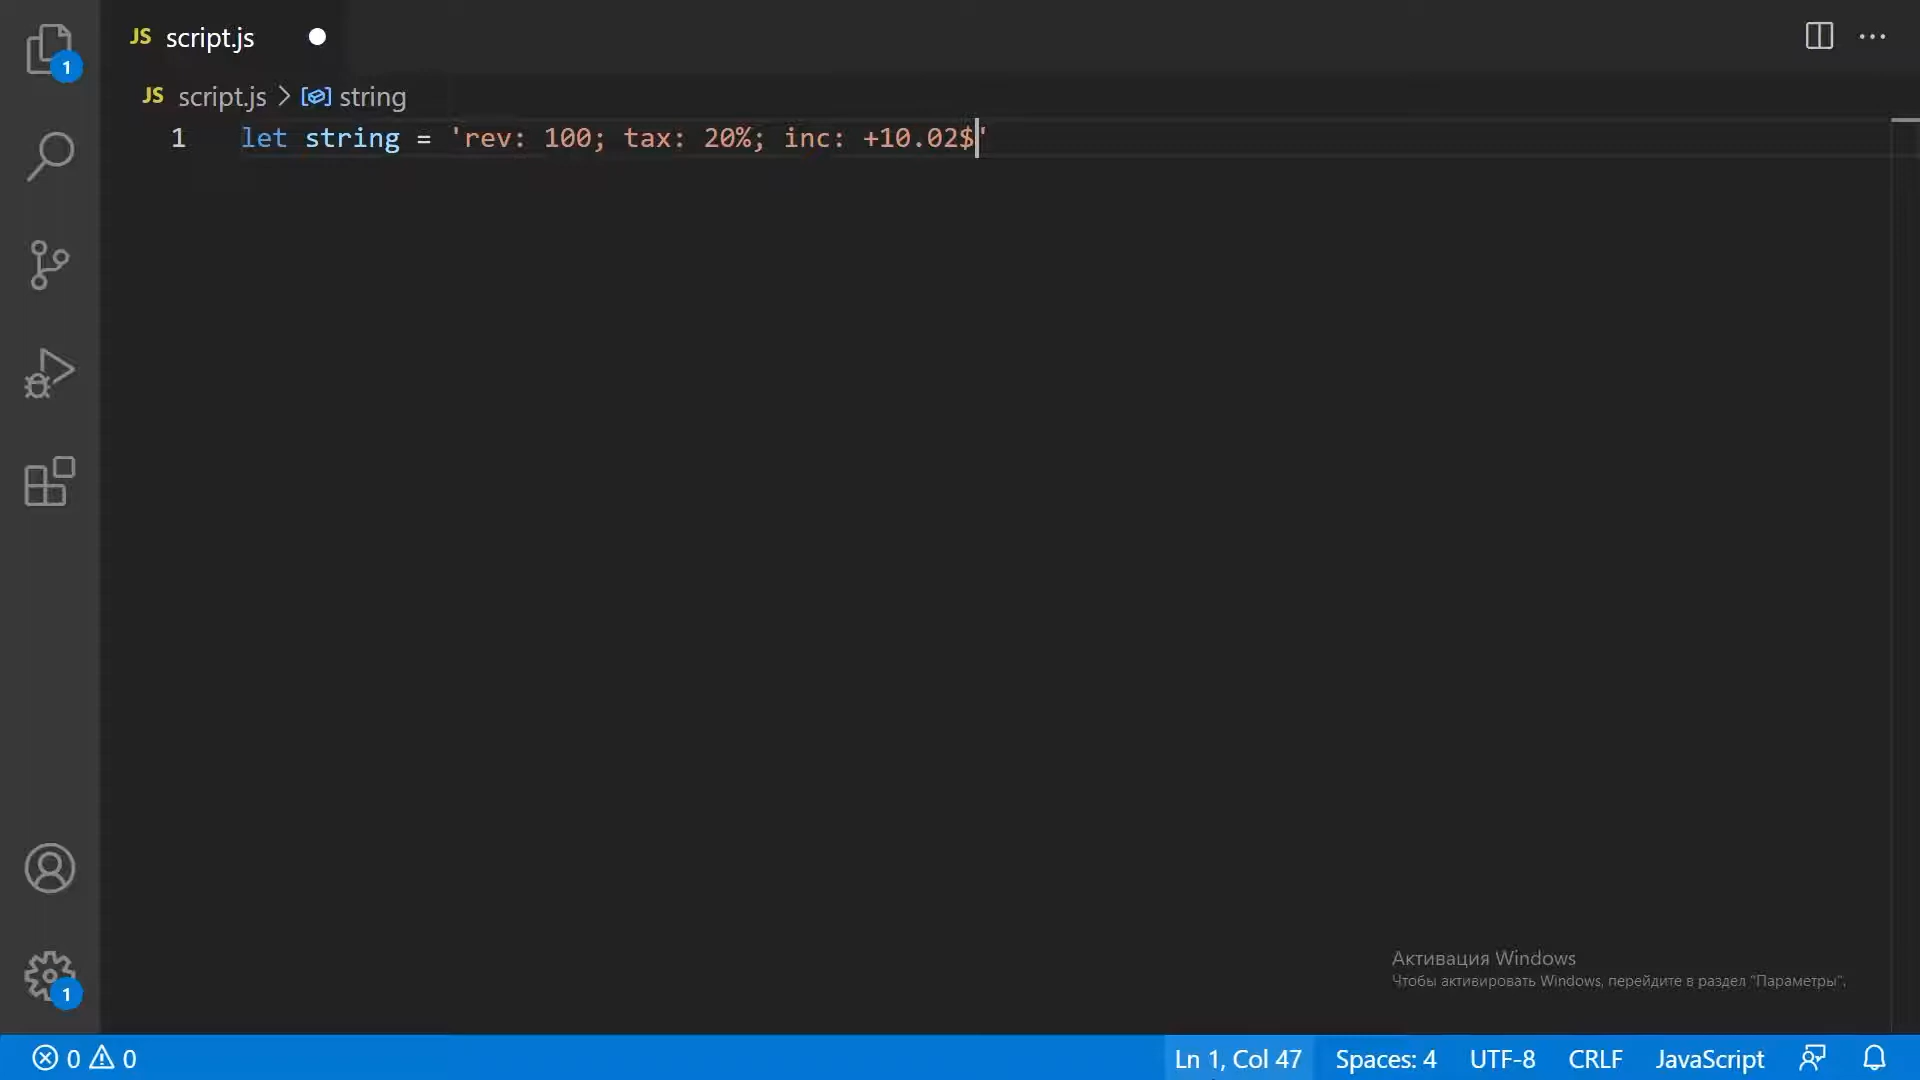 JS script.js
1
JS script.js > string
1 let string = 'rev: 100; tax: 20%; inc: +10.02$'
Активация Windows
Чтобы активировать Windows, перейдите в раздел "Параметры".
1
0 0 Ln 1, Col 47 Spaces: 4 UTF-8 CRLF JavaScript